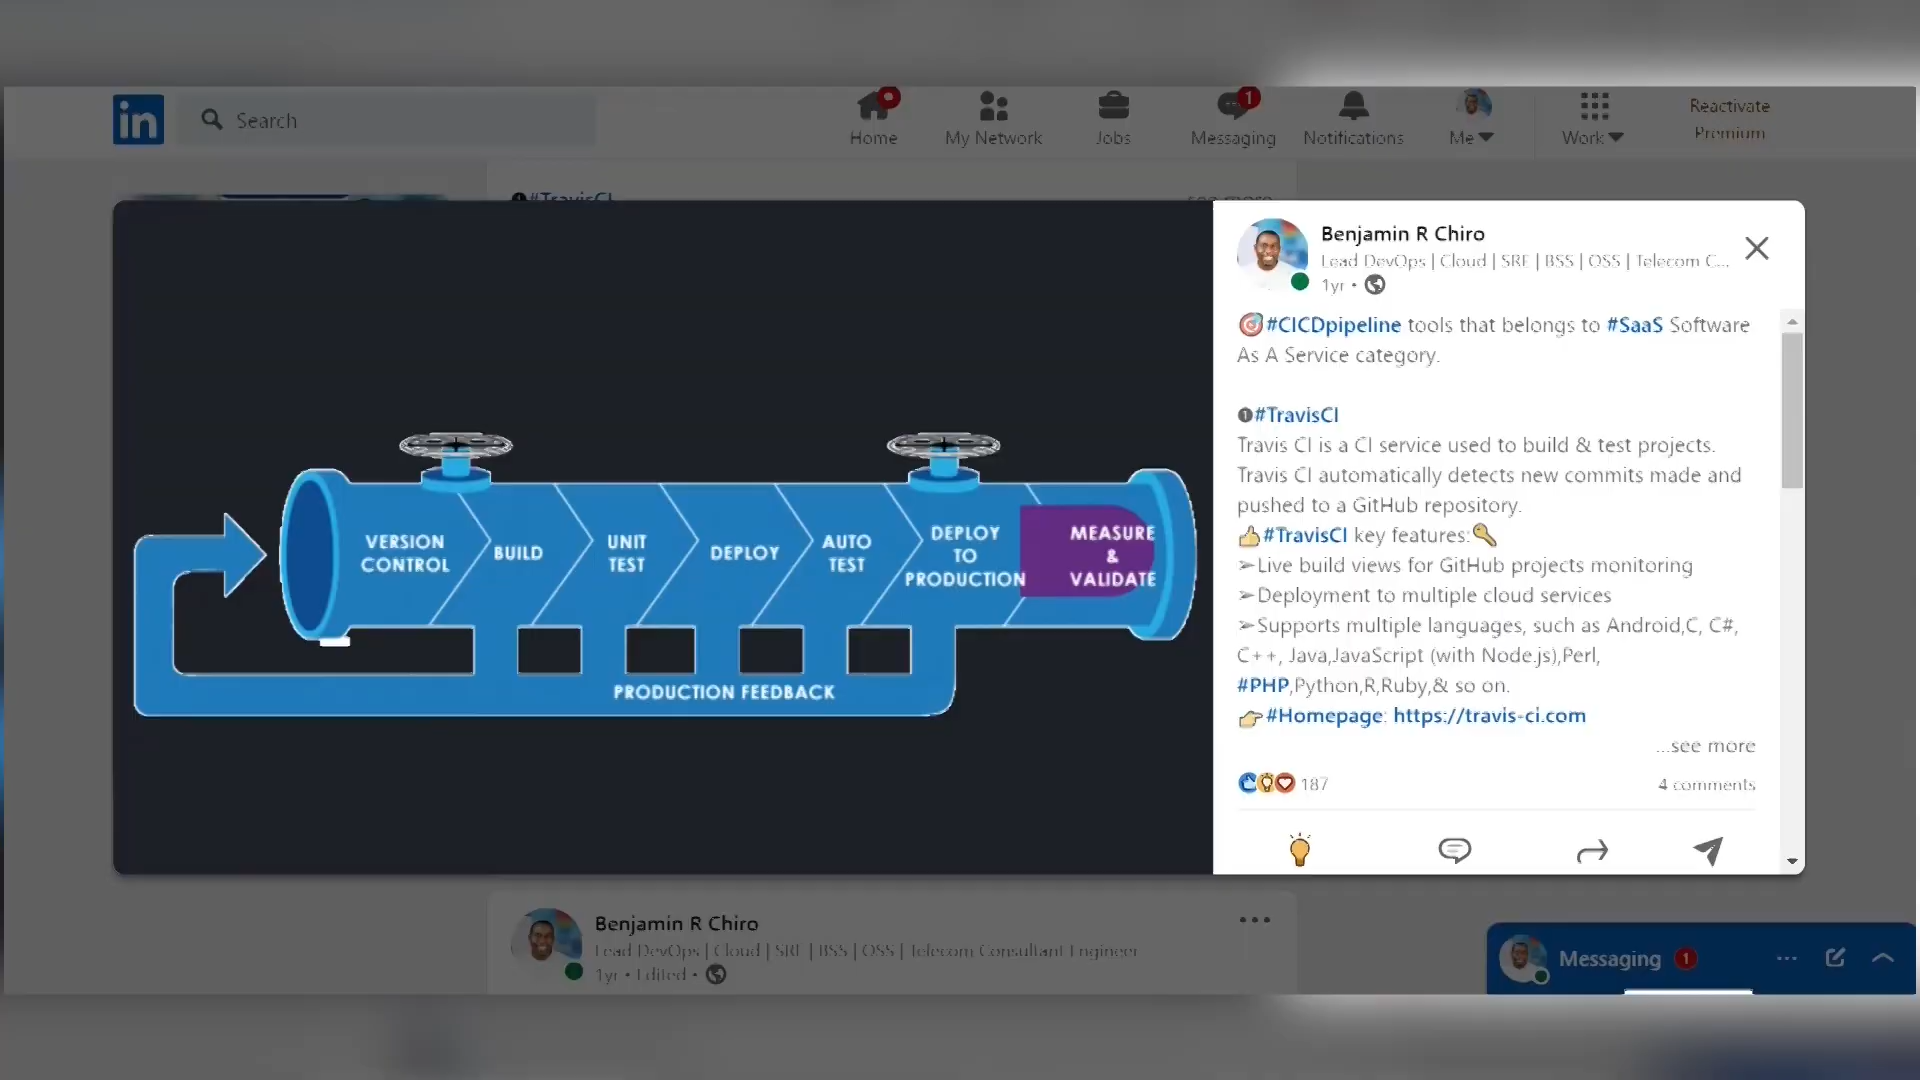 in
Search
Home
My Network
Jobs
1
Messaging
Notifications
Me
Work
Reactivate
Premium
#TravisCI
see more
VERSION
CONTROL
BUILD
UNIT
TEST
DEPLOY
AUTO
TEST
DEPLOY
TO
PRODUCTION
MEASURE
&
VALIDATE
PRODUCTION FEEDBACK
Benjamin R Chiro
Lead DevOps | Cloud | SRE | BSS | OSS | Telecom C...
1yr •
#CICDpipeline tools that belongs to #SaaS Software
As A Service category.
❶#TravisCI
Travis CI is a CI service used to build & test projects.
Travis CI automatically detects new commits made and
pushed to a GitHub repository.
👍#TravisCI key features:🔑
➢Live build views for GitHub projects monitoring
➢Deployment to multiple cloud services
➢Supports multiple languages, such as Android,C, C#,
C++, Java,JavaScript (with Node.js),Perl,
#PHP,Python,R,Ruby,& so on.
👉#Homepage: https://travis-ci.com
...see more
187
4 comments
Benjamin R Chiro
Lead DevOps | Cloud | SRE | BSS | OSS | Telecom Consultant Engineer
1yr • Edited •
Messaging
1